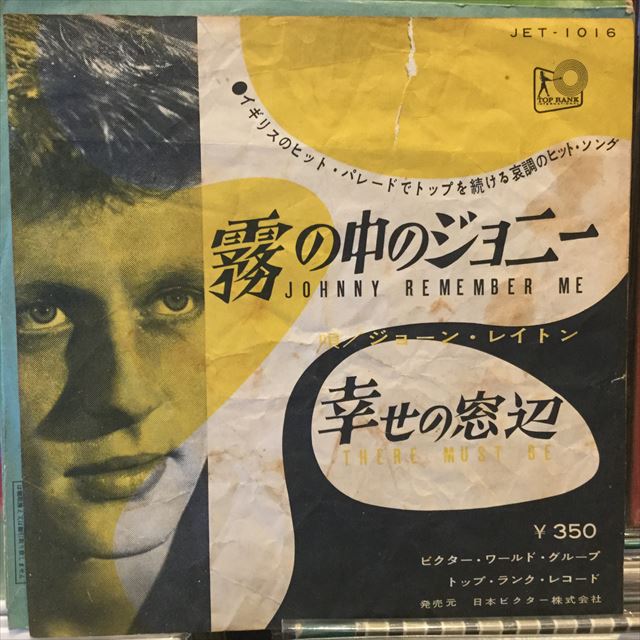 JET-1016
TOP RANK
INTERNATIONAL
●イギリスのヒット・パレードでトップを続ける哀調のヒット・ソング
霧の中のジョニー
JOHNNY REMEMBER ME
唄/ジョーン・レイトン
幸せの窓辺
THERE MUST BE
¥350
ビクター・ワールド・グループ
トップ・ランク・レコード
発売元 日本ビクター株式会社